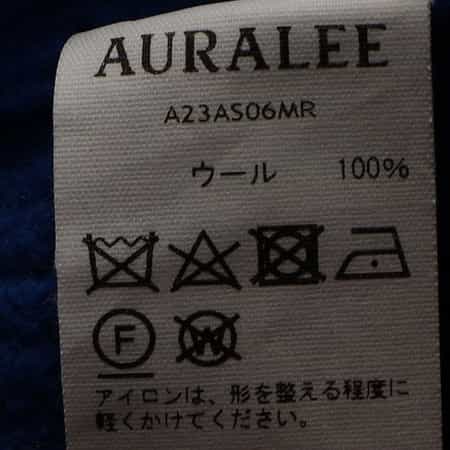 AURALEE
A23AS06MR
ウール 100%
F W
アイロンは、形を整える程度に
軽くかけてください。